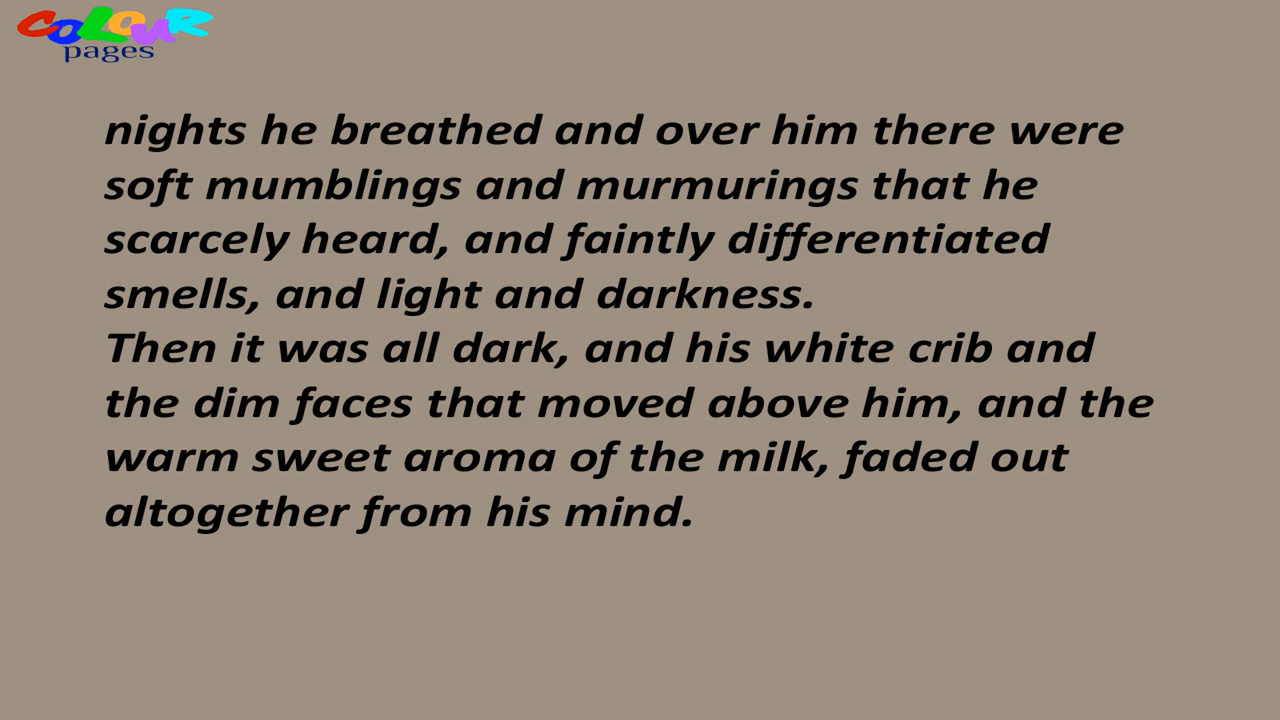 COLOUR
pages
nights he breathed and over him there were
soft mumblings and murmurings that he
scarcely heard, and faintly differentiated
smells, and light and darkness.
Then it was all dark, and his white crib and
the dim faces that moved above him, and the
warm sweet aroma of the milk, faded out
altogether from his mind.